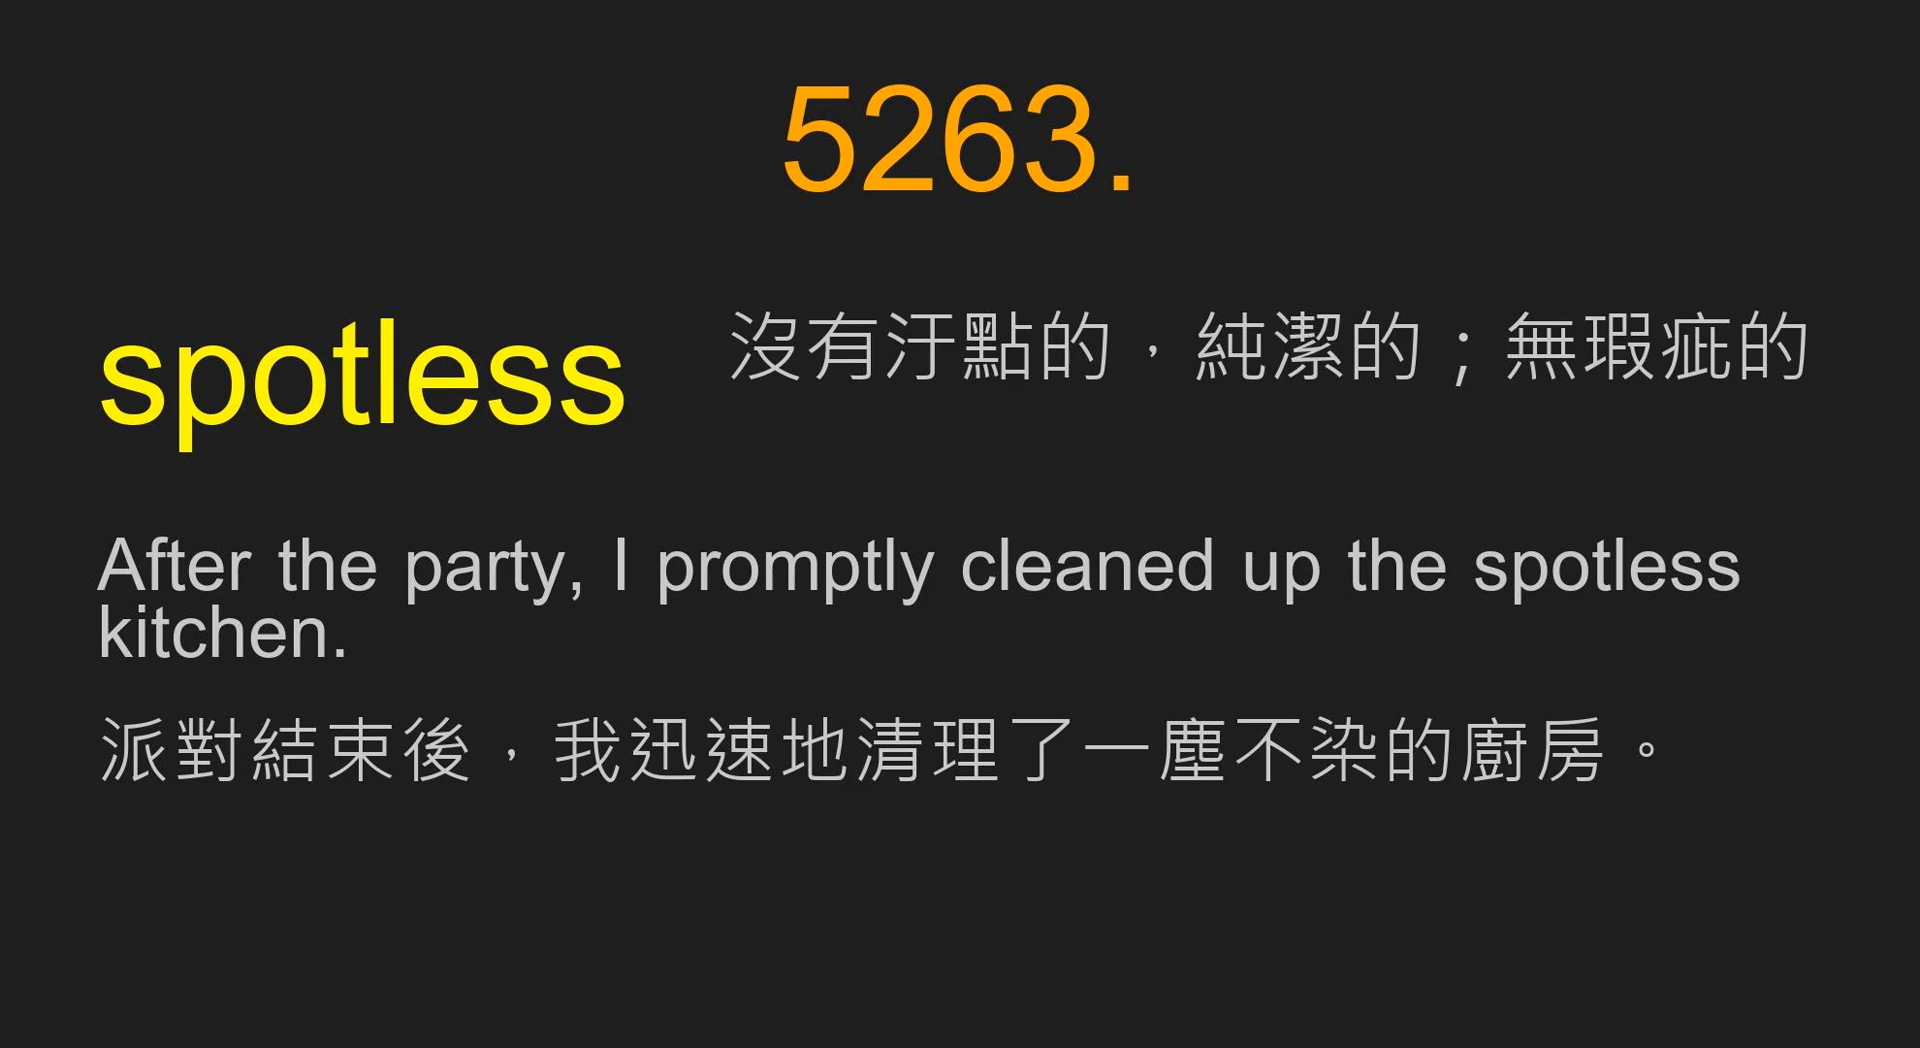 5263.
spotless
沒有汙點的，純潔的；無瑕疵的
After the party, I promptly cleaned up the spotless
kitchen.
派對結束後，我迅速地清理了一塵不染的廚房。